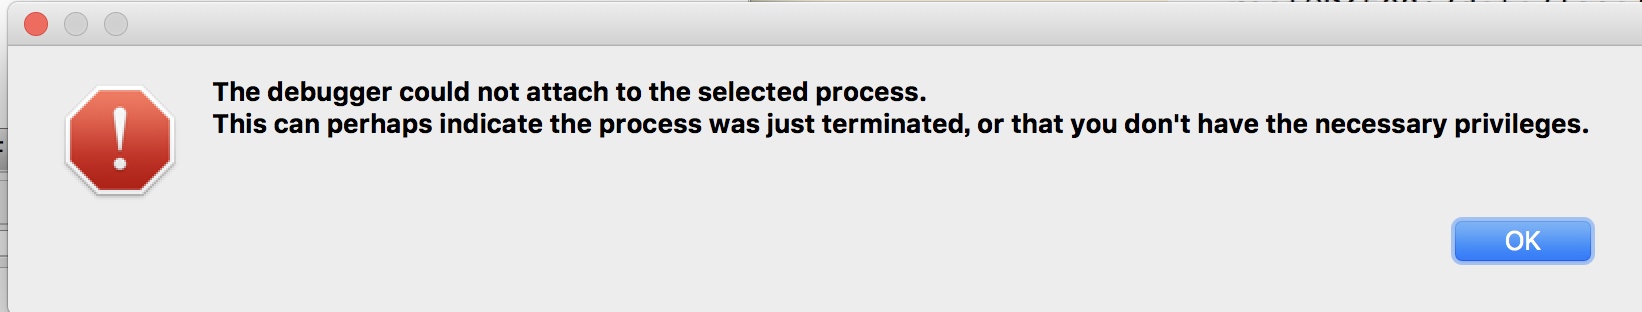 The debugger could not attach to the selected process.
This can perhaps indicate the process was just terminated, or that you don't have the necessary privileges.
OK